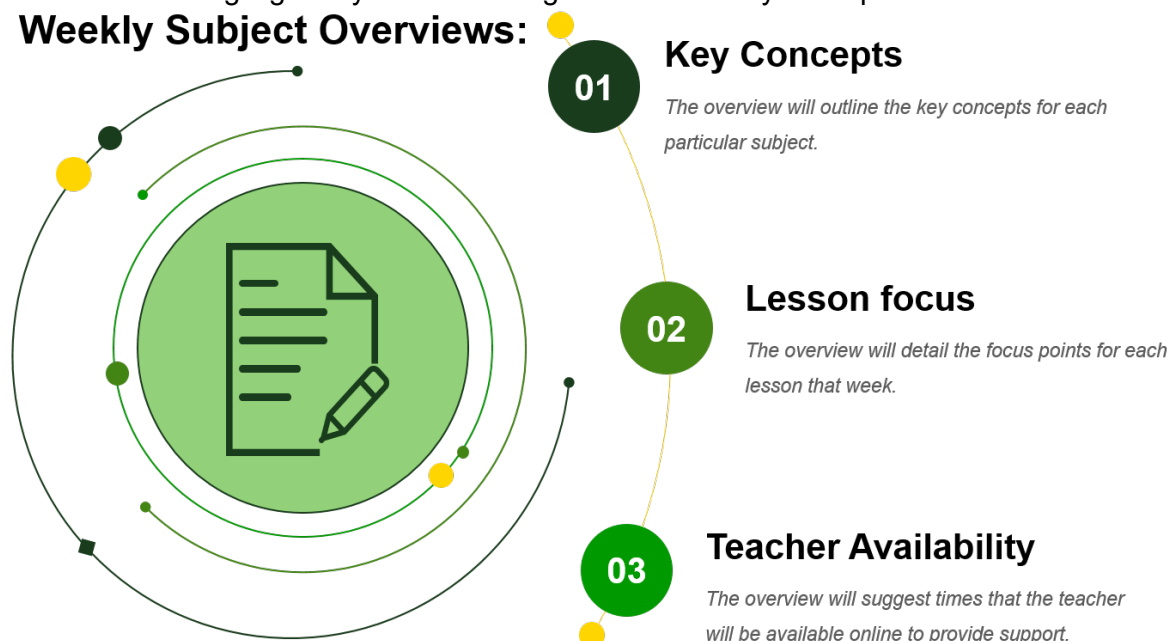 Weekly Subject Overviews:
01
Key Concepts
The overview will outline the key concepts for each
particular subject.
02
Lesson focus
The overview will detail the focus points for each
lesson that week.
03
Teacher Availability
The overview will suggest times that the teacher
will be available online to provide support.